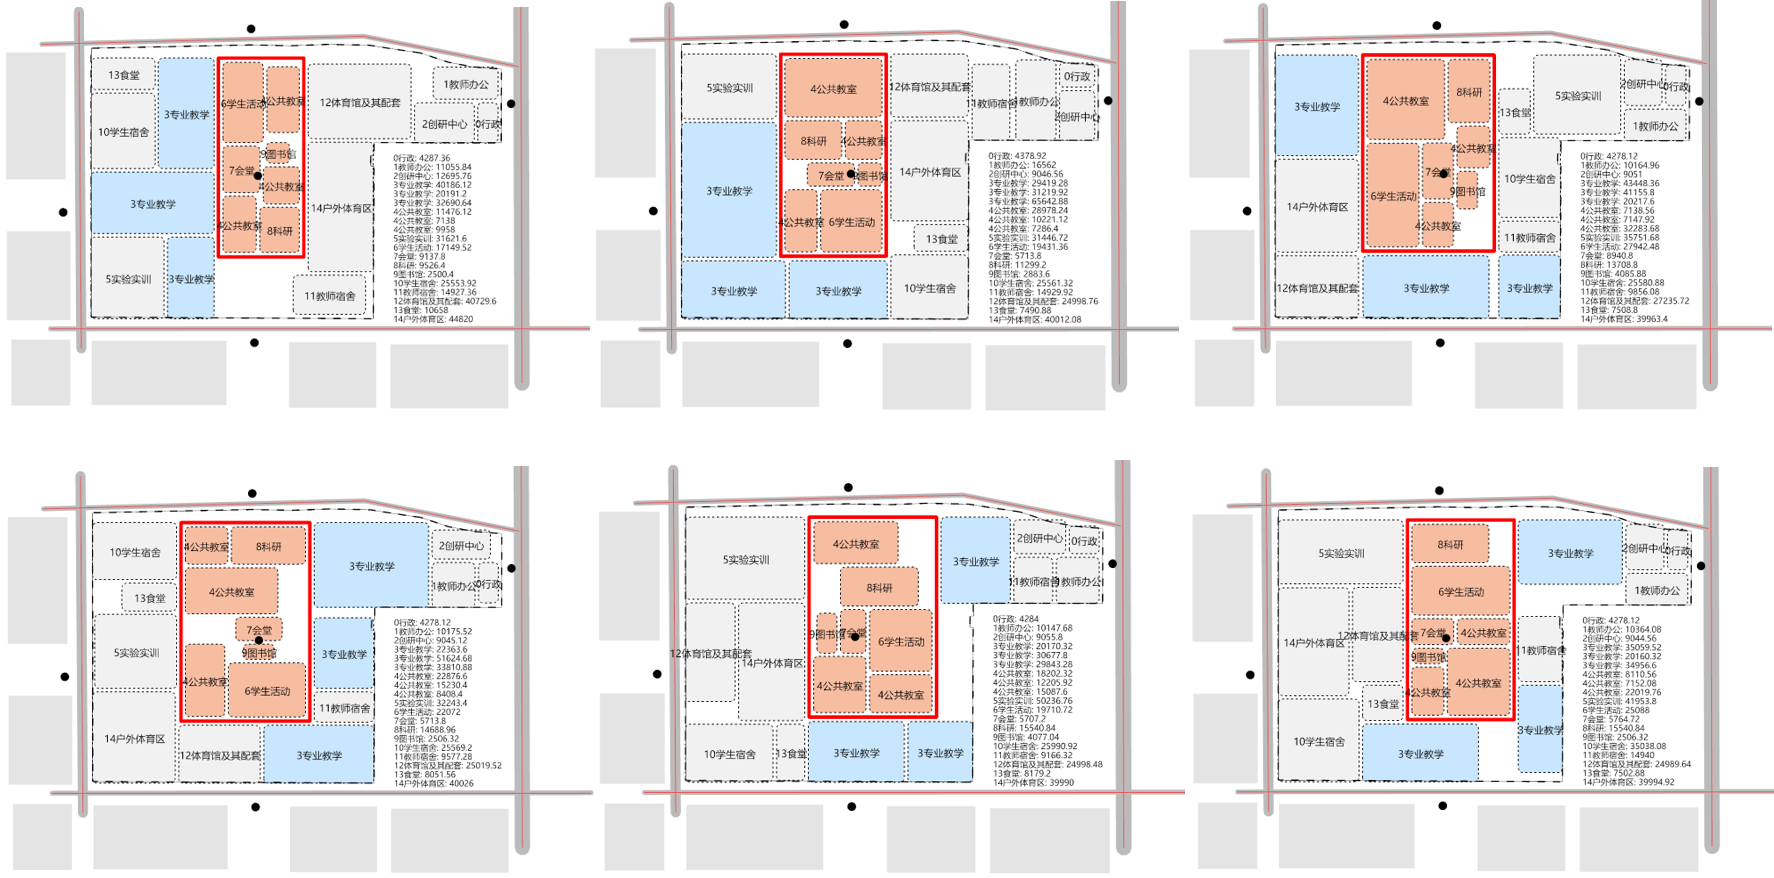 13食堂
3专业教学
6学生活动
4公共教室
12体育馆及其配套
1教师办公
10学生宿舍
2创研中心
0行政
9图书馆
7会堂
4公共教室
3专业教学
14户外体育区
4公共教室
8科研
5实验实训
3专业教学
11教师宿舍
0行政: 4287.36
1教师办公: 11055.84
2创研中心: 12695.76
3专业教学: 40186.12
3专业教学: 20191.2
3专业教学: 32690.64
4公共教室: 11476.12
4公共教室: 7138
4公共教室: 9958
5实验实训: 31621.6
6学生活动: 17149.52
7会堂: 9137.8
8科研: 9526.4
9图书馆: 2500.4
10学生宿舍: 25553.92
11教师宿舍: 14927.36
12体育馆及其配套: 40729.6
13食堂: 10658
14户外体育区: 44820
5实验实训
4公共教室
12体育馆及其配套
11教师宿舍
1教师办公
0行政
2创研中心
8科研
4公共教室
7会堂
9图书馆
14户外体育区
3专业教学
4公共教室
6学生活动
13食堂
3专业教学
3专业教学
10学生宿舍
0行政: 4378.92
1教师办公: 16562
2创研中心: 9046.56
3专业教学: 29419.28
3专业教学: 31219.92
3专业教学: 65642.88
4公共教室: 28978.24
4公共教室: 10221.12
4公共教室: 7286.4
5实验实训: 31446.72
6学生活动: 19431.36
7会堂: 5713.8
8科研: 11299.2
9图书馆: 2883.6
10学生宿舍: 25561.32
11教师宿舍: 14929.92
12体育馆及其配套: 24998.76
13食堂: 7490.88
14户外体育区: 40012.08
3专业教学
4公共教室
8科研
5实验实训
2创研中心
0行政
13食堂
1教师办公
4公共教室
7会堂
10学生宿舍
6学生活动
9图书馆
14户外体育区
4公共教室
11教师宿舍
12体育馆及其配套
3专业教学
3专业教学
0行政: 4278.12
1教师办公: 10164.96
2创研中心: 9051
3专业教学: 43448.36
3专业教学: 41155.8
3专业教学: 20217.6
4公共教室: 7138.56
4公共教室: 7147.92
4公共教室: 32283.68
5实验实训: 35751.68
6学生活动: 27942.48
7会堂: 8940.8
8科研: 13708.8
9图书馆: 4085.88
10学生宿舍: 25580.88
11教师宿舍: 9856.08
12体育馆及其配套: 27235.72
13食堂: 7508.8
14户外体育区: 39963.4
10学生宿舍
4公共教室
8科研
3专业教学
2创研中心
0行政
1教师办公
13食堂
4公共教室
7会堂
9图书馆
5实验实训
3专业教学
4公共教室
6学生活动
11教师宿舍
14户外体育区
12体育馆及其配套
3专业教学
0行政: 4278.12
1教师办公: 10175.52
2创研中心: 9045.12
3专业教学: 22363.6
3专业教学: 51624.68
3专业教学: 33810.88
4公共教室: 22876.6
4公共教室: 15230.4
4公共教室: 8408.4
5实验实训: 32243.4
6学生活动: 22072
7会堂: 5713.8
8科研: 14688.96
9图书馆: 2506.32
10学生宿舍: 25569.2
11教师宿舍: 9577.28
12体育馆及其配套: 25019.52
13食堂: 8051.56
14户外体育区: 40026
5实验实训
4公共教室
3专业教学
2创研中心
0行政
8科研
11教师宿舍
1教师办公
9图书馆
7会堂
6学生活动
12体育馆及其配套
14户外体育区
4公共教室
4公共教室
10学生宿舍
13食堂
3专业教学
3专业教学
0行政: 4284
1教师办公: 10147.68
2创研中心: 9055.8
3专业教学: 20170.32
3专业教学: 30677.8
3专业教学: 29843.28
4公共教室: 18202.32
4公共教室: 12205.92
4公共教室: 15087.6
5实验实训: 50236.76
6学生活动: 19710.72
7会堂: 5707.2
8科研: 15540.84
9图书馆: 4077.04
10学生宿舍: 25990.92
11教师宿舍: 9166.32
12体育馆及其配套: 24998.48
13食堂: 8179.2
14户外体育区: 39990
5实验实训
8科研
3专业教学
2创研中心
0行政
6学生活动
1教师办公
12体育馆及其配套
7会堂
4公共教室
14户外体育区
9图书馆
11教师宿舍
4公共教室
4公共教室
13食堂
10学生宿舍
3专业教学
3专业教学
0行政: 4278.12
1教师办公: 10364.08
2创研中心: 9044.56
3专业教学: 35059.52
3专业教学: 20160.32
3专业教学: 34956.6
4公共教室: 8110.56
4公共教室: 7152.08
4公共教室: 22019.76
5实验实训: 41953.8
6学生活动: 25088
7会堂: 5764.72
8科研: 15540.84
9图书馆: 2506.32
10学生宿舍: 35038.08
11教师宿舍: 14940
12体育馆及其配套: 24989.64
13食堂: 7502.88
14户外体育区: 39994.92